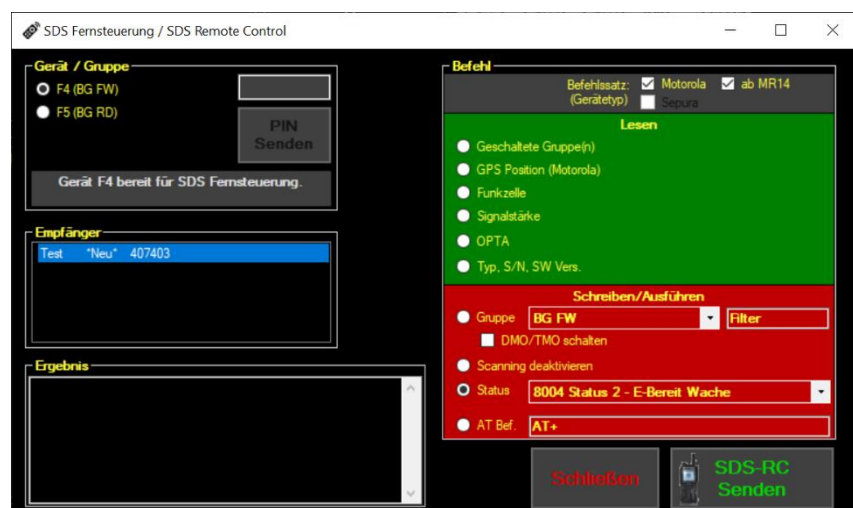 SDS Fernsteuerung / SDS Remote Control
Gerät / Gruppe
F4 (BG FW)
F5 (BG RD)
PIN
Senden
Gerät F4 bereit für SDS Fernsteuerung.
Empfänger
Test *Neu* 407403
Ergebnis
Befehl
Befehlssatz: Motorola ab MR14
(Gerätetyp) Sepura
Lesen
Geschaltete Gruppe(n)
GPS Position (Motorola)
Funkzelle
Signalstärke
OPTA
Typ, S/N, SW Vers.
Schreiben/Ausführen
Gruppe BG FW Filter
DMO/TMO schalten
Scanning deaktivieren
Status 8004 Status 2 - E-Bereit Wache
AT Bef. AT+
Schließen
SDS-RC
Senden